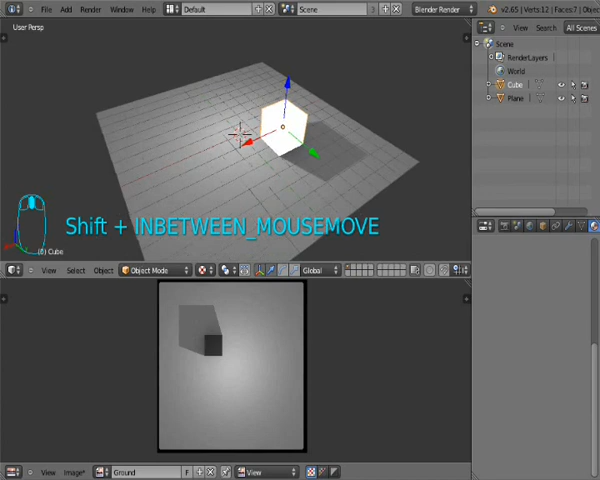 File Add Render Window Help Default Scene Blender Render v2.65 | Verts:12 | Faces:7 | Objec
User Persp
View Search All Scenes
Scene
RenderLayers
World
Cube
Plane
Shift + INBETWEEN_MOUSEMOVE
(0) Cube
View Select Object Object Mode Global
View Image* Ground F View